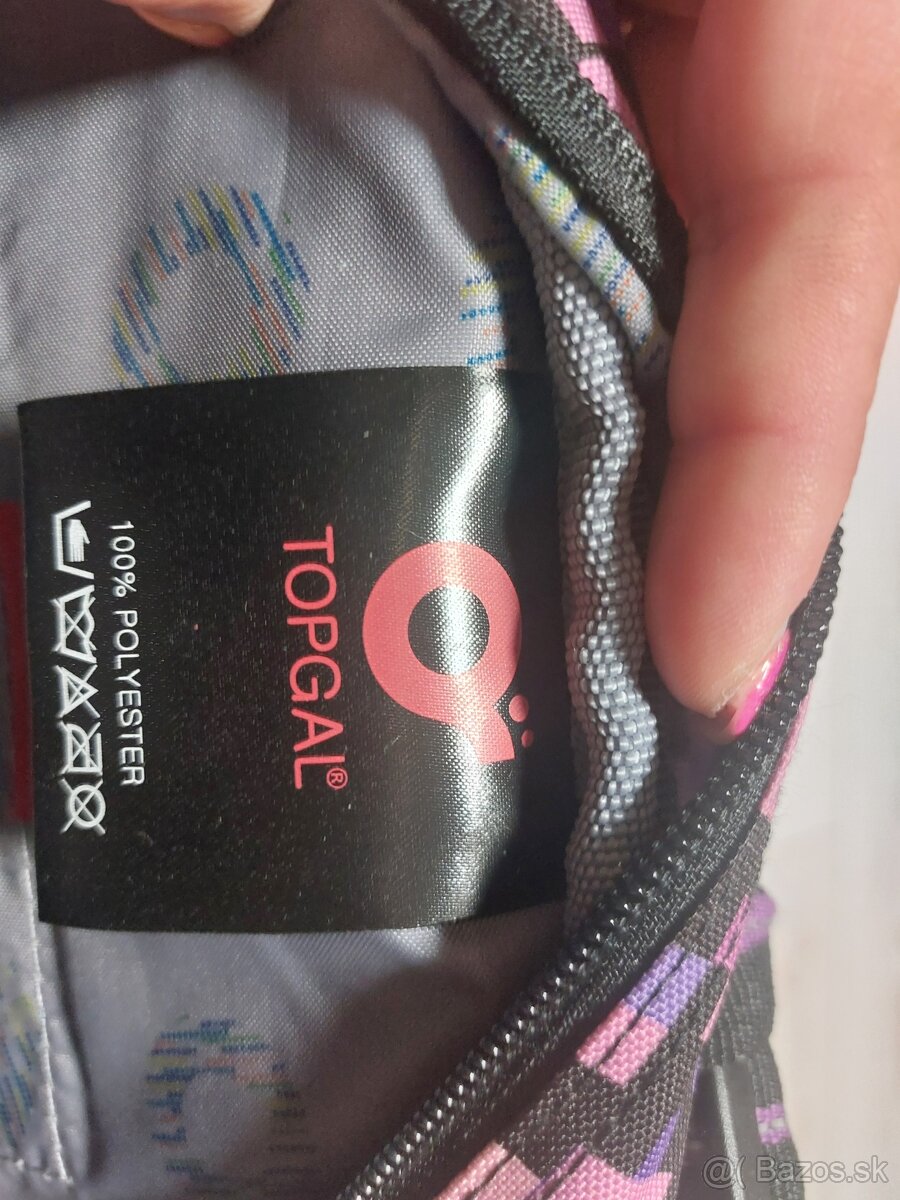 TOPGAL®
100% POLYESTER
@( Bazos.sk